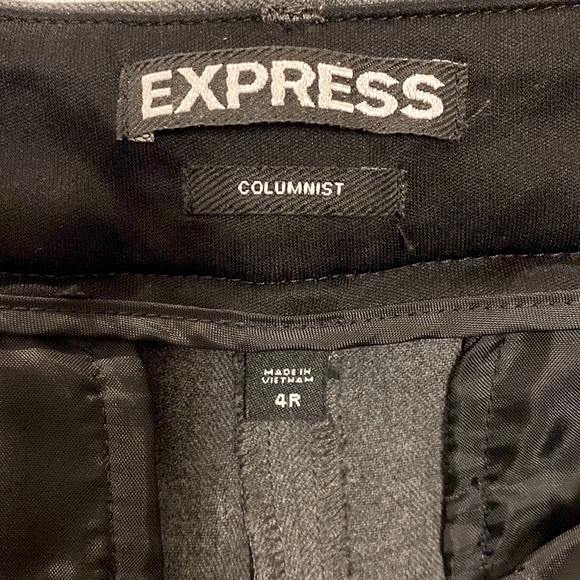 EXPRESS
COLUMNIST
MADE IN
VIETNAM
4R